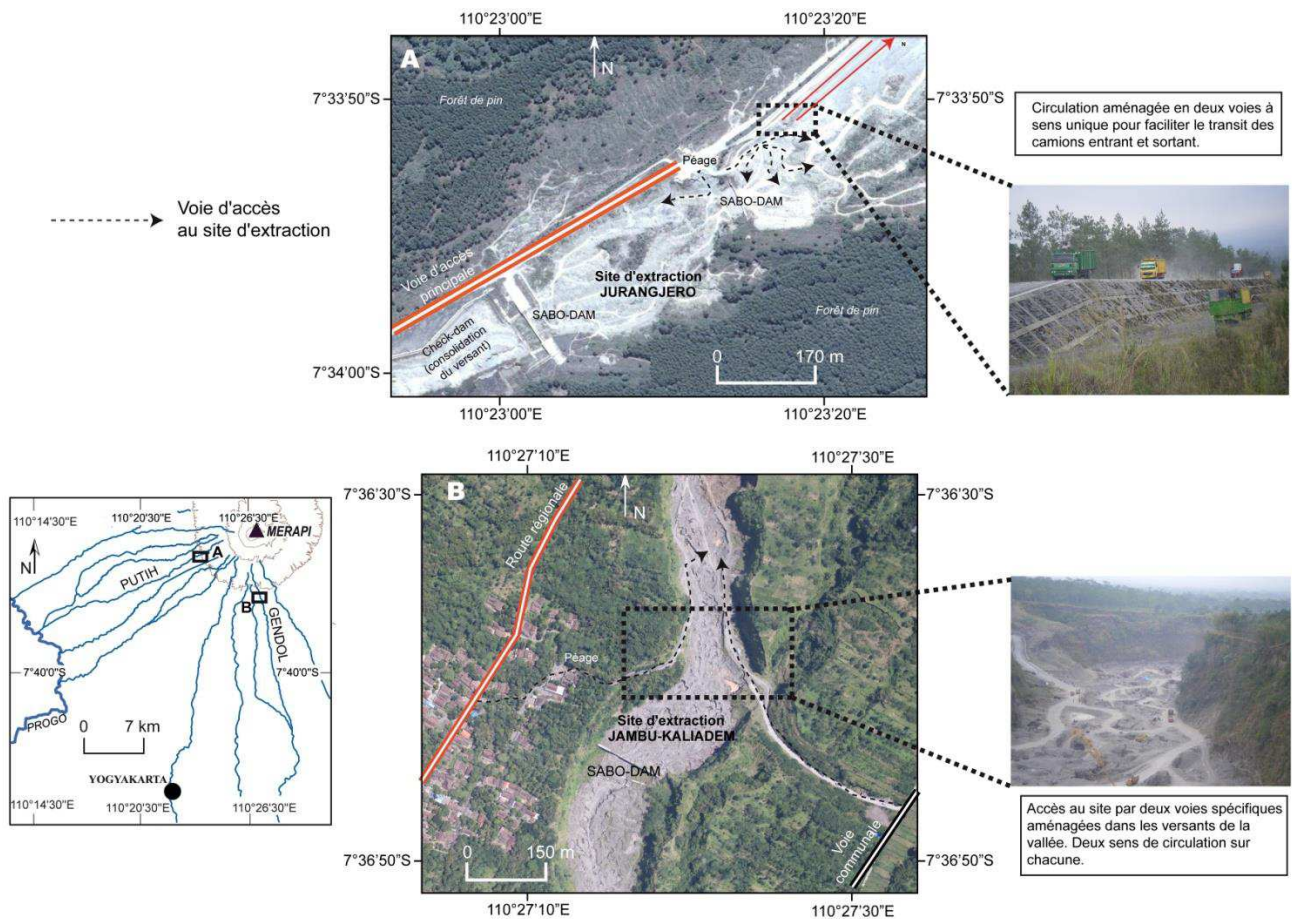 110°23'00"E
110°23'20"E
A
N
N
7°33'50"S
7°33'50"S
Forêt de pin
Péage
SABO-DAM
Voie d'accès
principale
Site d'extraction
JURANGJERO
SABO-DAM
Forêt de pin
Check-dam
(consolidation
du versant)
0 170 m
7°34'00"S
110°23'00"E
110°23'20"E
Circulation aménagée en deux voies à
sens unique pour faciliter le transit des
camions entrant et sortant.
Voie d'accès
au site d'extraction
110°27'10"E
110°27'30"E
B
N
7°36'30"S
7°36'30"S
Route régionale
Péage
Site d'extraction
JAMBU-KALIADEM
SABO-DAM
Voie
communale
0 150 m
7°36'50"S
7°36'50"S
110°27'10"E
110°27'30"E
110°14'30"E
110°20'30"E
110°26'30"E
MERAPI
N
A
PUTIH
B
GENDOL
7°40'0"S
7°40'0"S
PROGO
0 7 km
YOGYAKARTA
110°14'30"E
110°20'30"E
110°26'30"E
Accès au site par deux voies spécifiques
aménagées dans les versants de la
vallée. Deux sens de circulation sur
chacune.